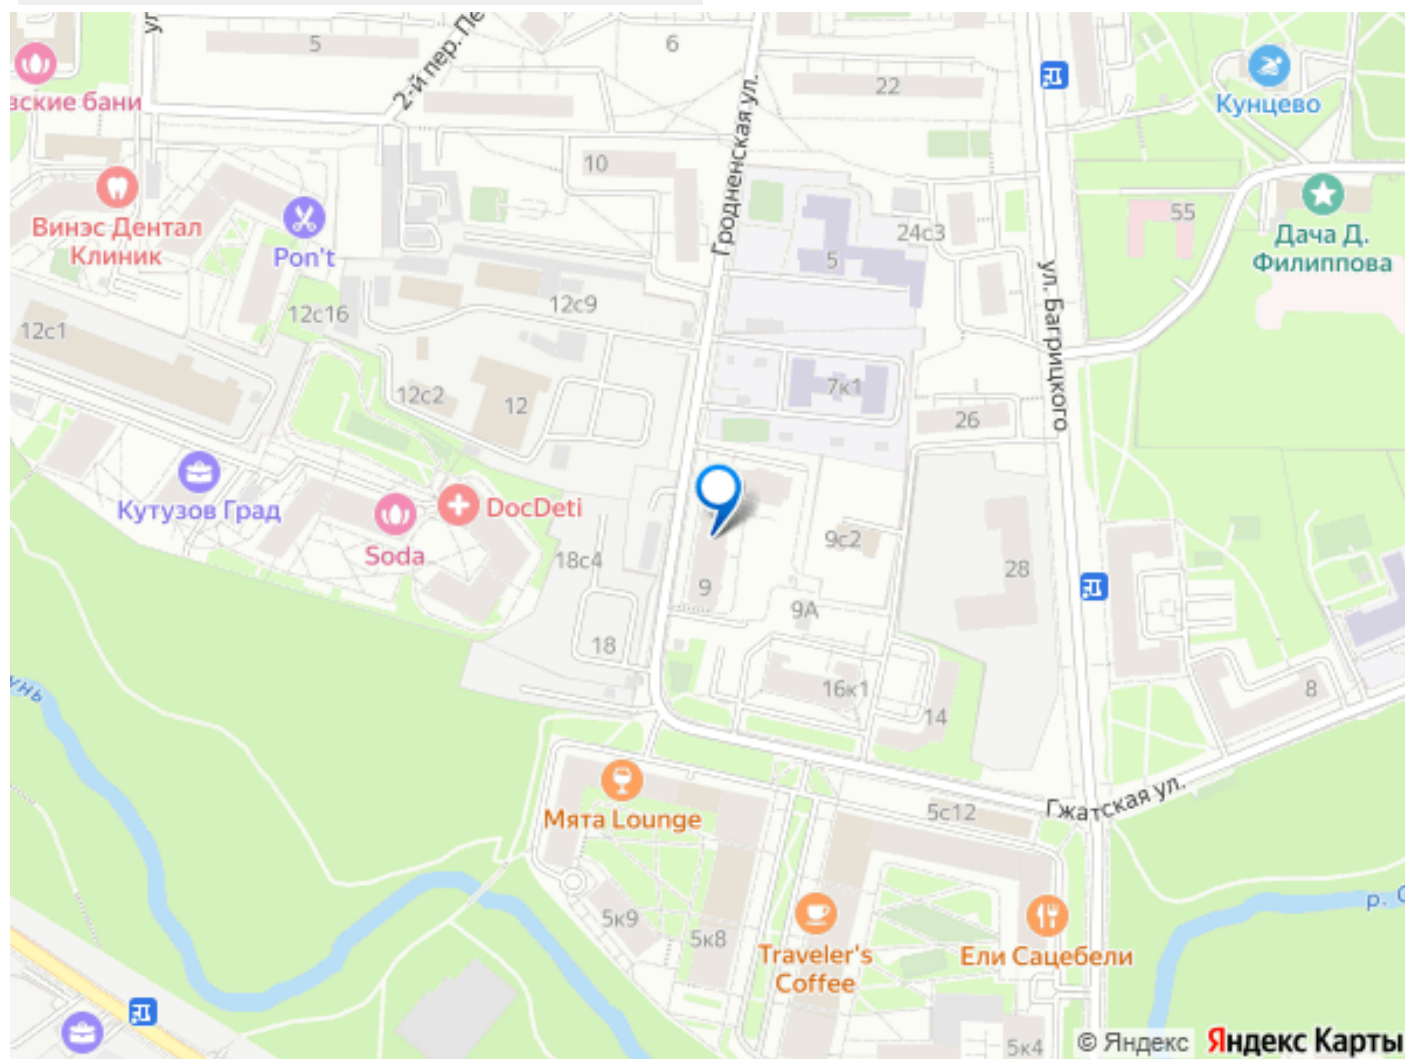 5
6
2-й пер. Пе
Гродненская ул.
22
Кунцево
вские бани
10
55
Винэс Дентал
Клиник
Pon't
24с3
5
Дача Д.
Филиппова
12с9
12с16
ул. Багрицкого
12с1
12с2
12
7к1
26
Кутузов Град
DocDeti
Soda
18с4
9с2
28
9
9А
18
унь
16к1
8
14
Гжатская ул.
Мята Lounge
5с12
5к9
5к8
Traveler's
Coffee
Ели Сацебели
р. С
5к4
© Яндекс
Яндекс Карты